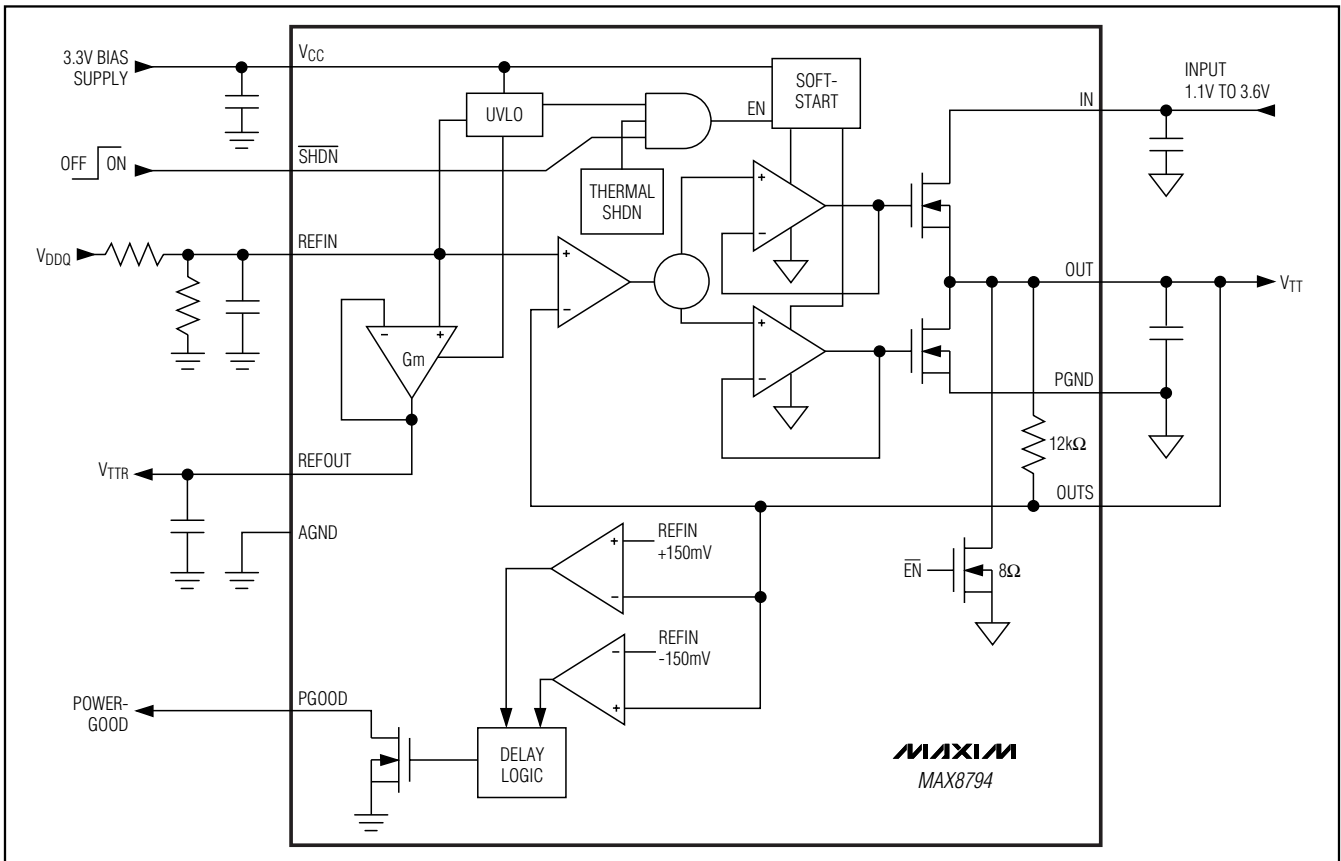 3.3V BIAS
SUPPLY
VCC
SOFT-
START
INPUT
1.1V TO 3.6V
IN
EN
UVLO
OFF ON
SHDN
THERMAL
SHDN
+
-
VDDQ
REFIN
+
-
OUT
VTT
- +
Gm
+
-
PGND
12kΩ
VTTR
REFOUT
OUTS
AGND
+ REFIN
+150mV
-
EN
8Ω
- REFIN
-150mV
+
POWER-
GOOD
PGOOD
DELAY
LOGIC
MAXIM
MAX8794